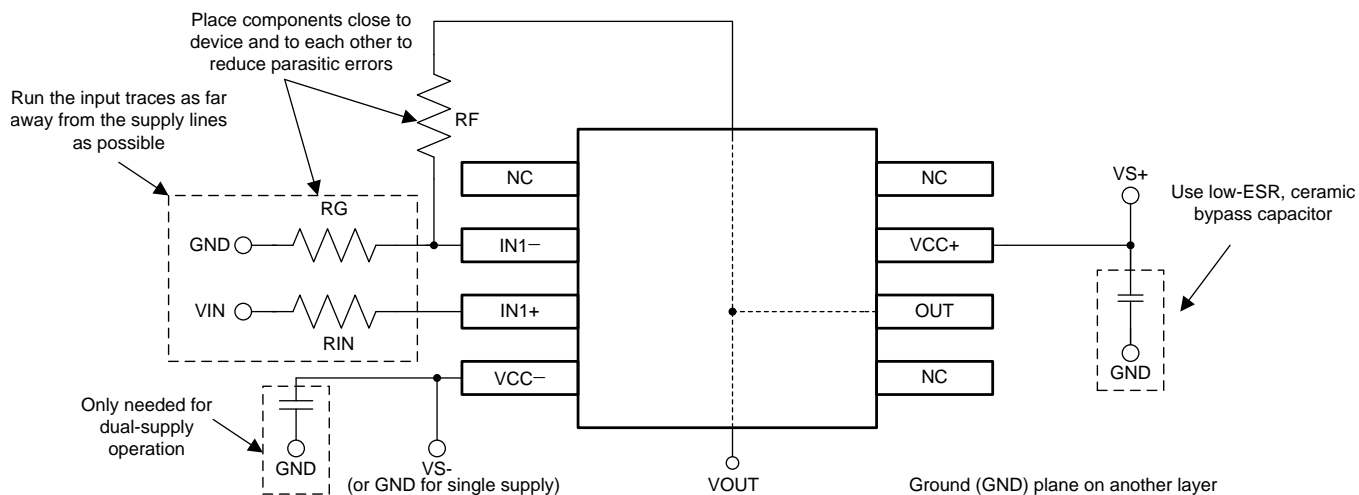 Place components close to
device and to each other to
reduce parasitic errors
Run the input traces as far
away from the supply lines
as possible
RF
NC
NC
VS+
Use low-ESR, ceramic
bypass capacitor
RG
GND
IN1−
VCC+
VIN
IN1+
OUT
RIN
VCC−
NC
GND
Only needed for
dual-supply
operation
GND
VS-
(or GND for single supply)
VOUT
Ground (GND) plane on another layer